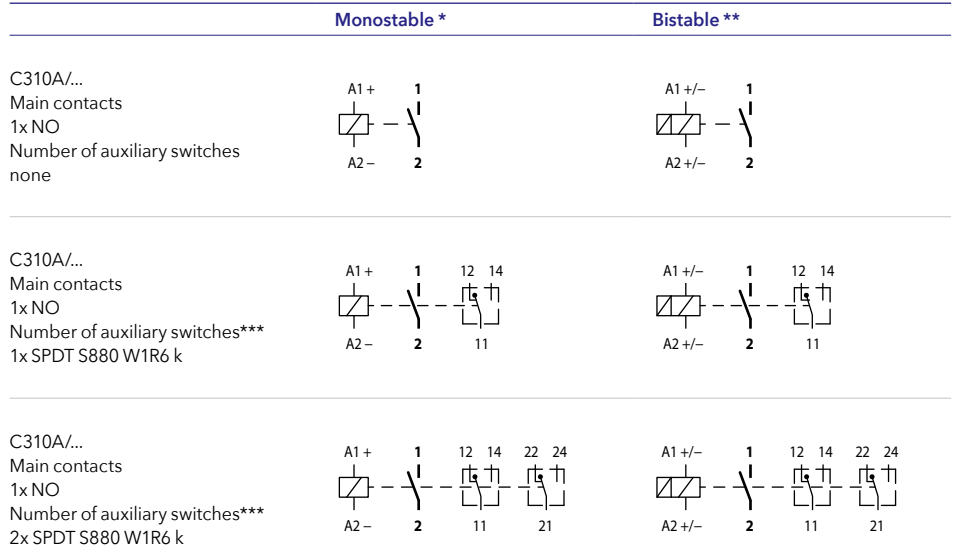 Monostable * Bistable **
C310A/...
Main contacts
1x NO
Number of auxiliary switches
none
A1 + 1
A2 – 2
A1 +/– 1
A2 +/– 2
C310A/...
Main contacts
1x NO
Number of auxiliary switches***
1x SPDT S880 W1R6 k
A1 + 1 12 14
A2 – 2 11
A1 +/– 1 12 14
A2 +/– 2 11
C310A/...
Main contacts
1x NO
Number of auxiliary switches***
2x SPDT S880 W1R6 k
A1 + 1 12 14 22 24
A2 – 2 11 21
A1 +/– 1 12 14 22 24
A2 +/– 2 11 21